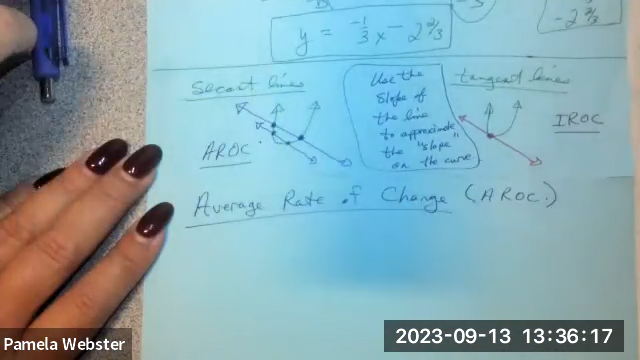 y = -1/3 x - 2 2/3
-2 2/3
Secant lines
Use the
slope of
the line
to approximate
the "slope"
on the curve
tangent lines
AROC
IROC
Average Rate of Change (AROC)
Pamela Webster
2023-09-13 13:36:17